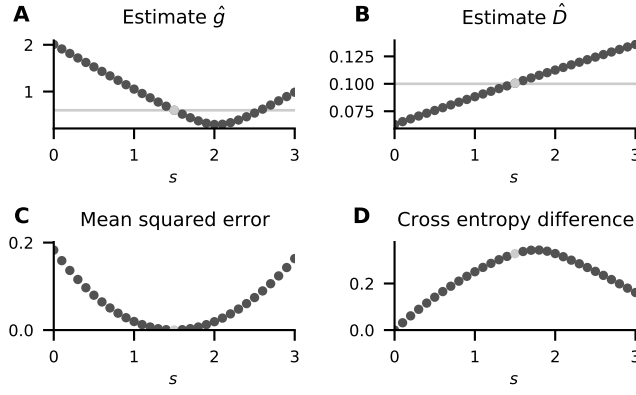 A Estimate ĝ
2
1
0 1 2 3
s
B Estimate D̂
0.125
0.100
0.075
0 1 2 3
s
C Mean squared error
0.2
0.0
0 1 2 3
s
D Cross entropy difference
0.2
0.0
0 1 2 3
s